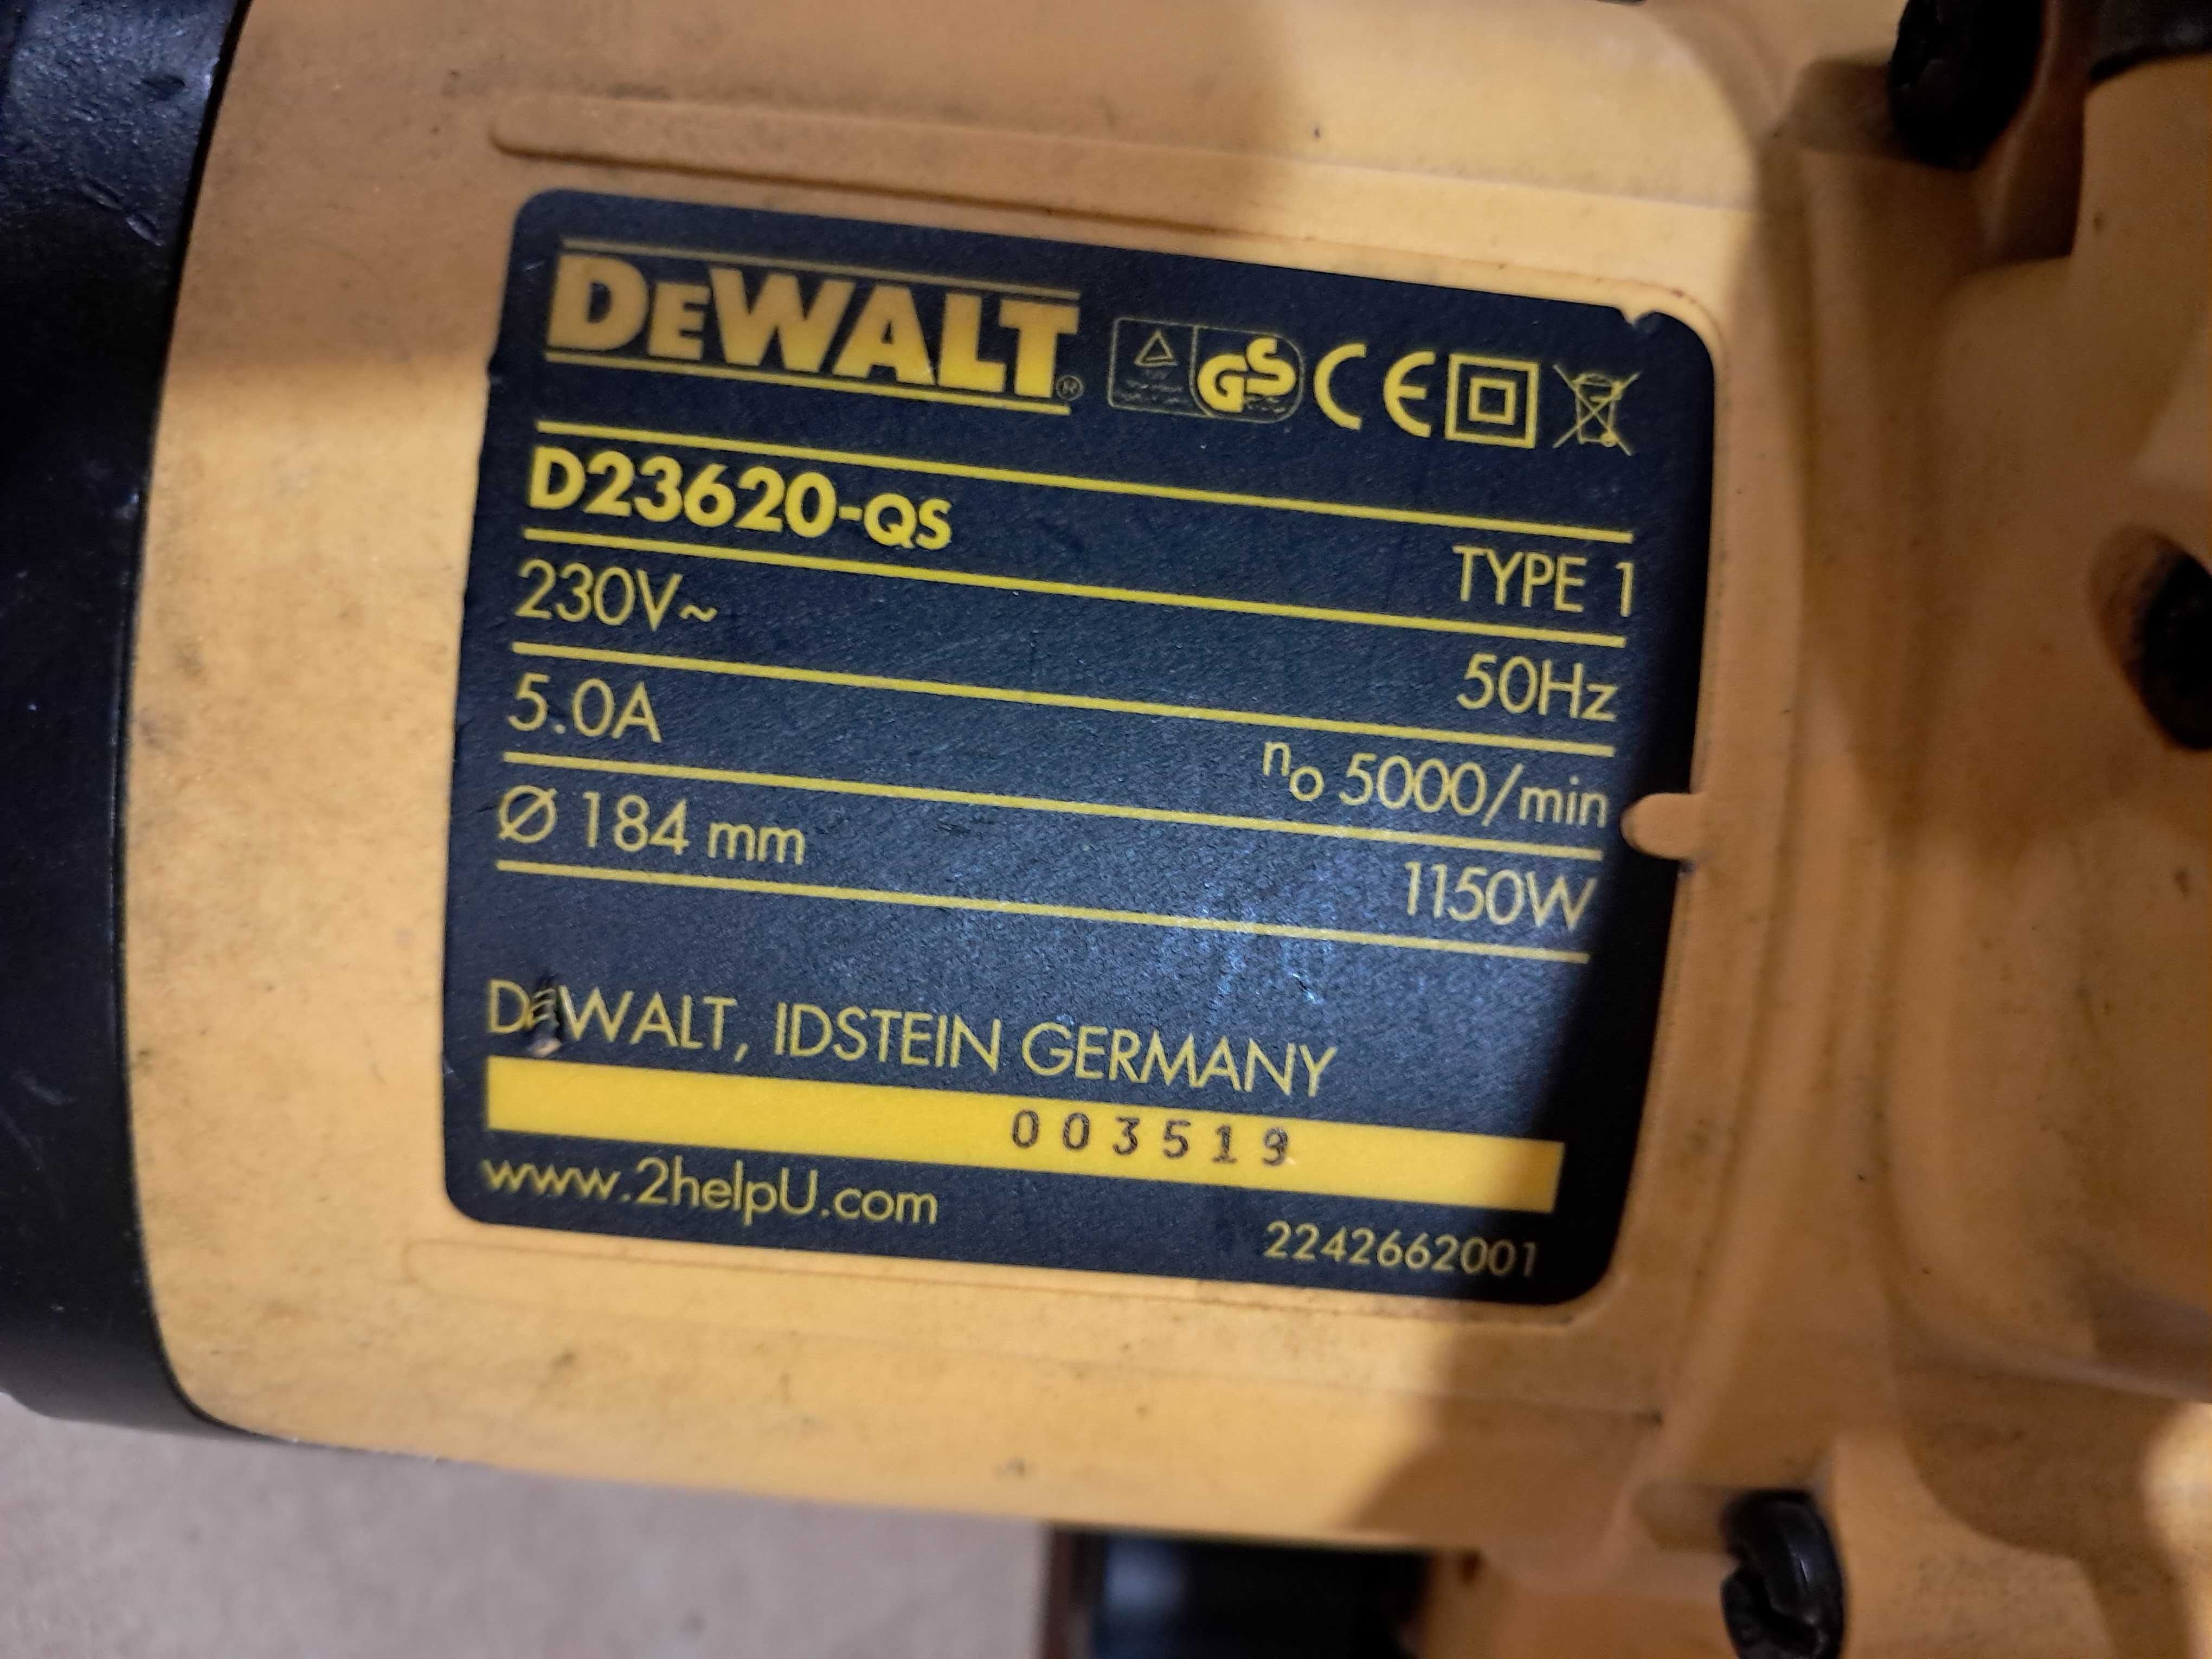 DEWALT®
GS CE
D23620-QS TYPE 1
230V~ 50Hz
5.0A no 5000/min
Ø 184 mm 1150W
DeWALT, IDSTEIN GERMANY
003519
www.2helpU.com
2242662001